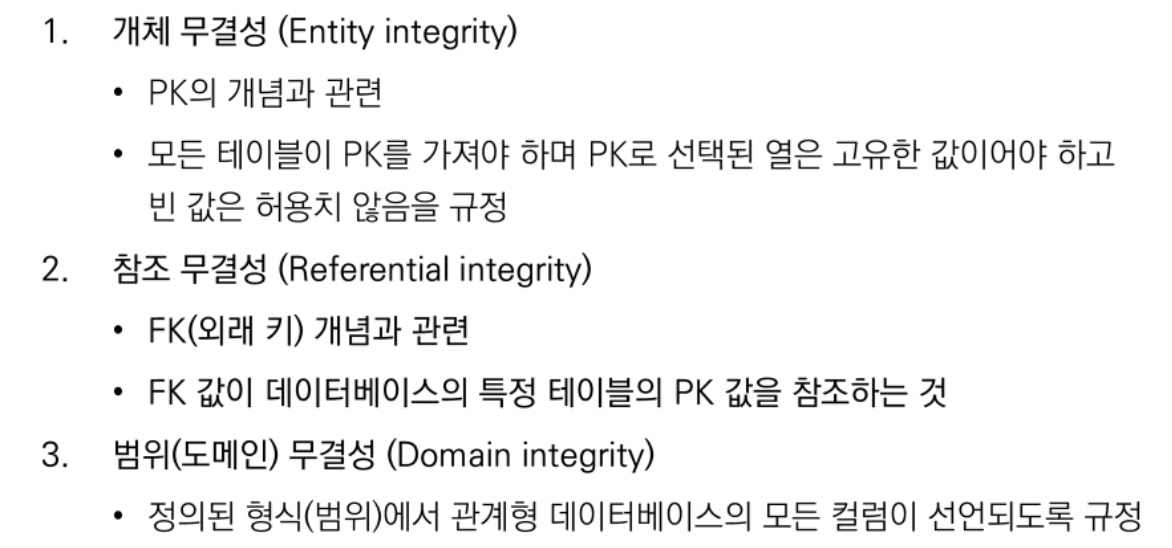 1. 개체 무결성 (Entity integrity)
• PK의 개념과 관련
• 모든 테이블이 PK를 가져야 하며 PK로 선택된 열은 고유한 값이어야 하고
빈 값은 허용치 않음을 규정
2. 참조 무결성 (Referential integrity)
• FK(외래 키) 개념과 관련
• FK 값이 데이터베이스의 특정 테이블의 PK 값을 참조하는 것
3. 범위(도메인) 무결성 (Domain integrity)
• 정의된 형식(범위)에서 관계형 데이터베이스의 모든 컬럼이 선언되도록 규정